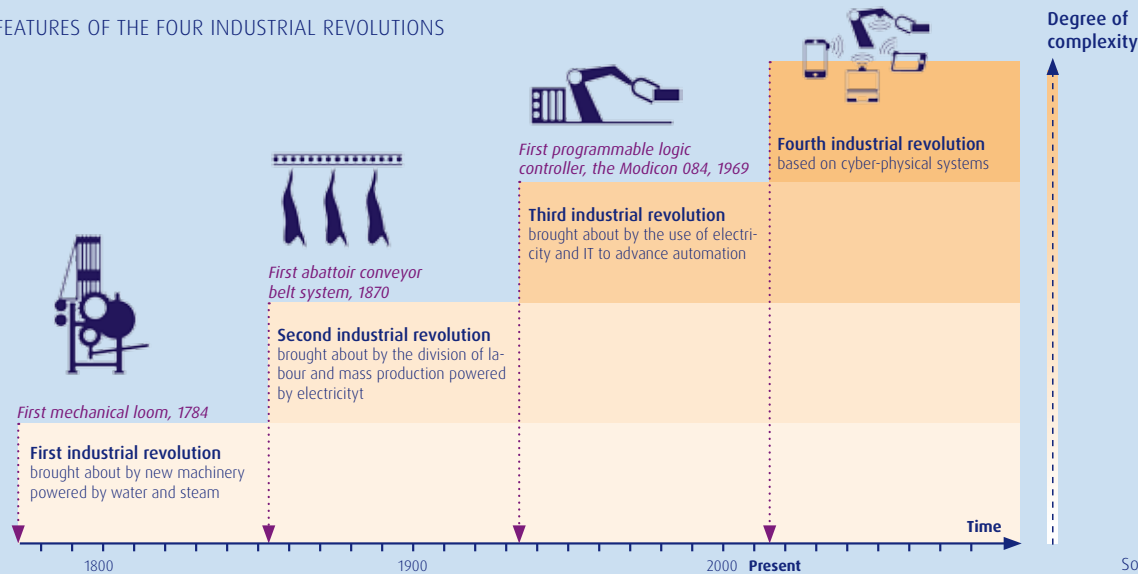 FEATURES OF THE FOUR INDUSTRIAL REVOLUTIONS
Degree of
complexity
First programmable logic
controller, the Modicon 084, 1969
Fourth industrial revolution
based on cyber-physical systems
Third industrial revolution
brought about by the use of electri-
city and IT to advance automation
First abattoir conveyor
belt system, 1870
Second industrial revolution
brought about by the division of la-
bour and mass production powered
by electricityt
First mechanical loom, 1784
First industrial revolution
brought about by new machinery
powered by water and steam
Time
1800
1900
2000 Present
So